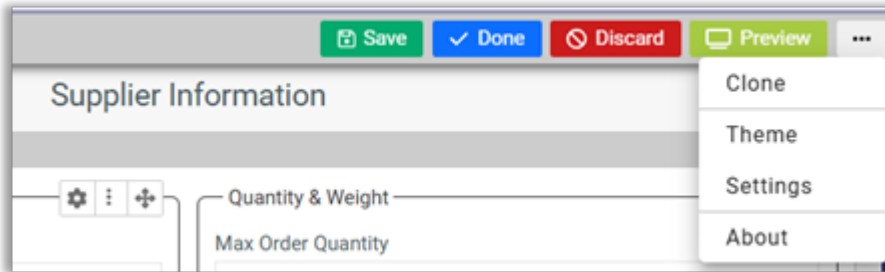 Save Done Discard Preview ...
Clone
Supplier Information
Theme
Settings
Quantity & Weight
About
Max Order Quantity